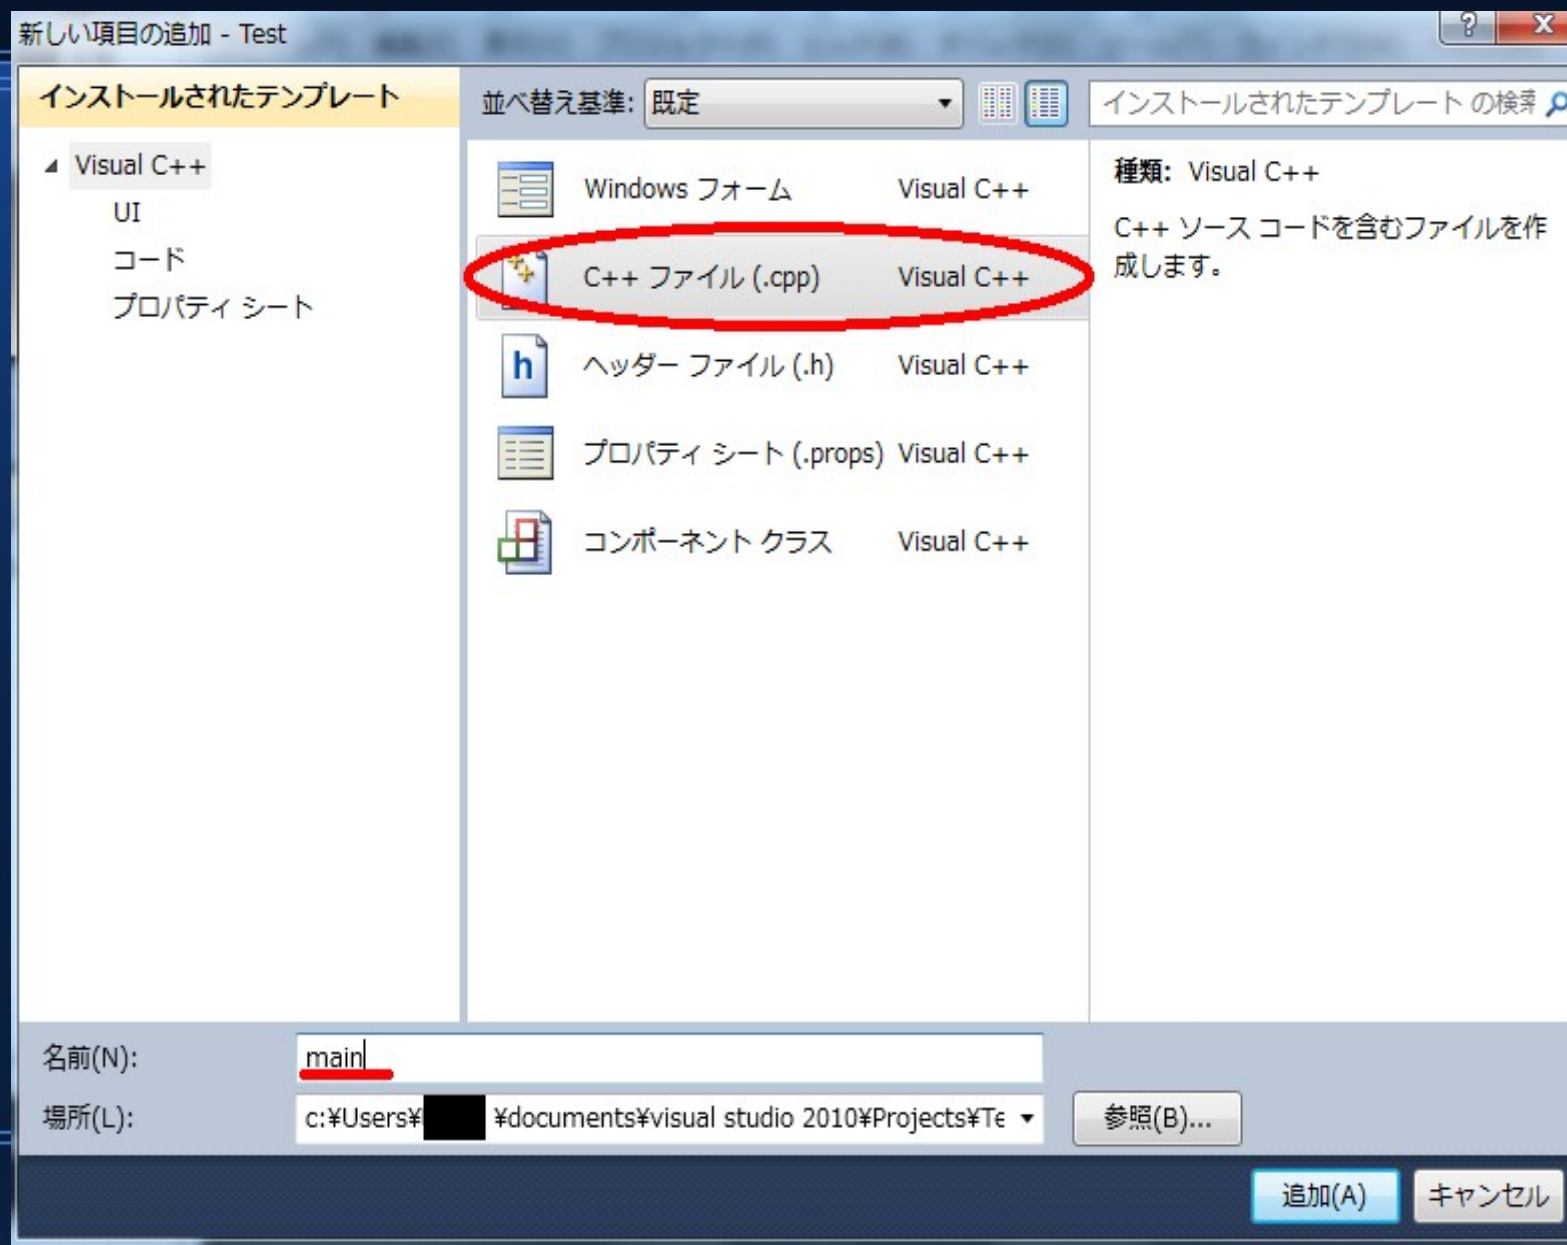 新しい項目の追加 - Test
インストールされたテンプレート
並べ替え基準: 既定
インストールされたテンプレート の検索
Visual C++
UI
コード
プロパティ シート
Windows フォーム Visual C++
C++ ファイル (.cpp) Visual C++
ヘッダー ファイル (.h) Visual C++
プロパティ シート (.props) Visual C++
コンポーネント クラス Visual C++
種類: Visual C++
C++ ソース コードを含むファイルを作
成します。
名前(N): main
場所(L): c:¥Users¥ ¥documents¥visual studio 2010¥Projects¥Te
参照(B)...
追加(A) キャンセル